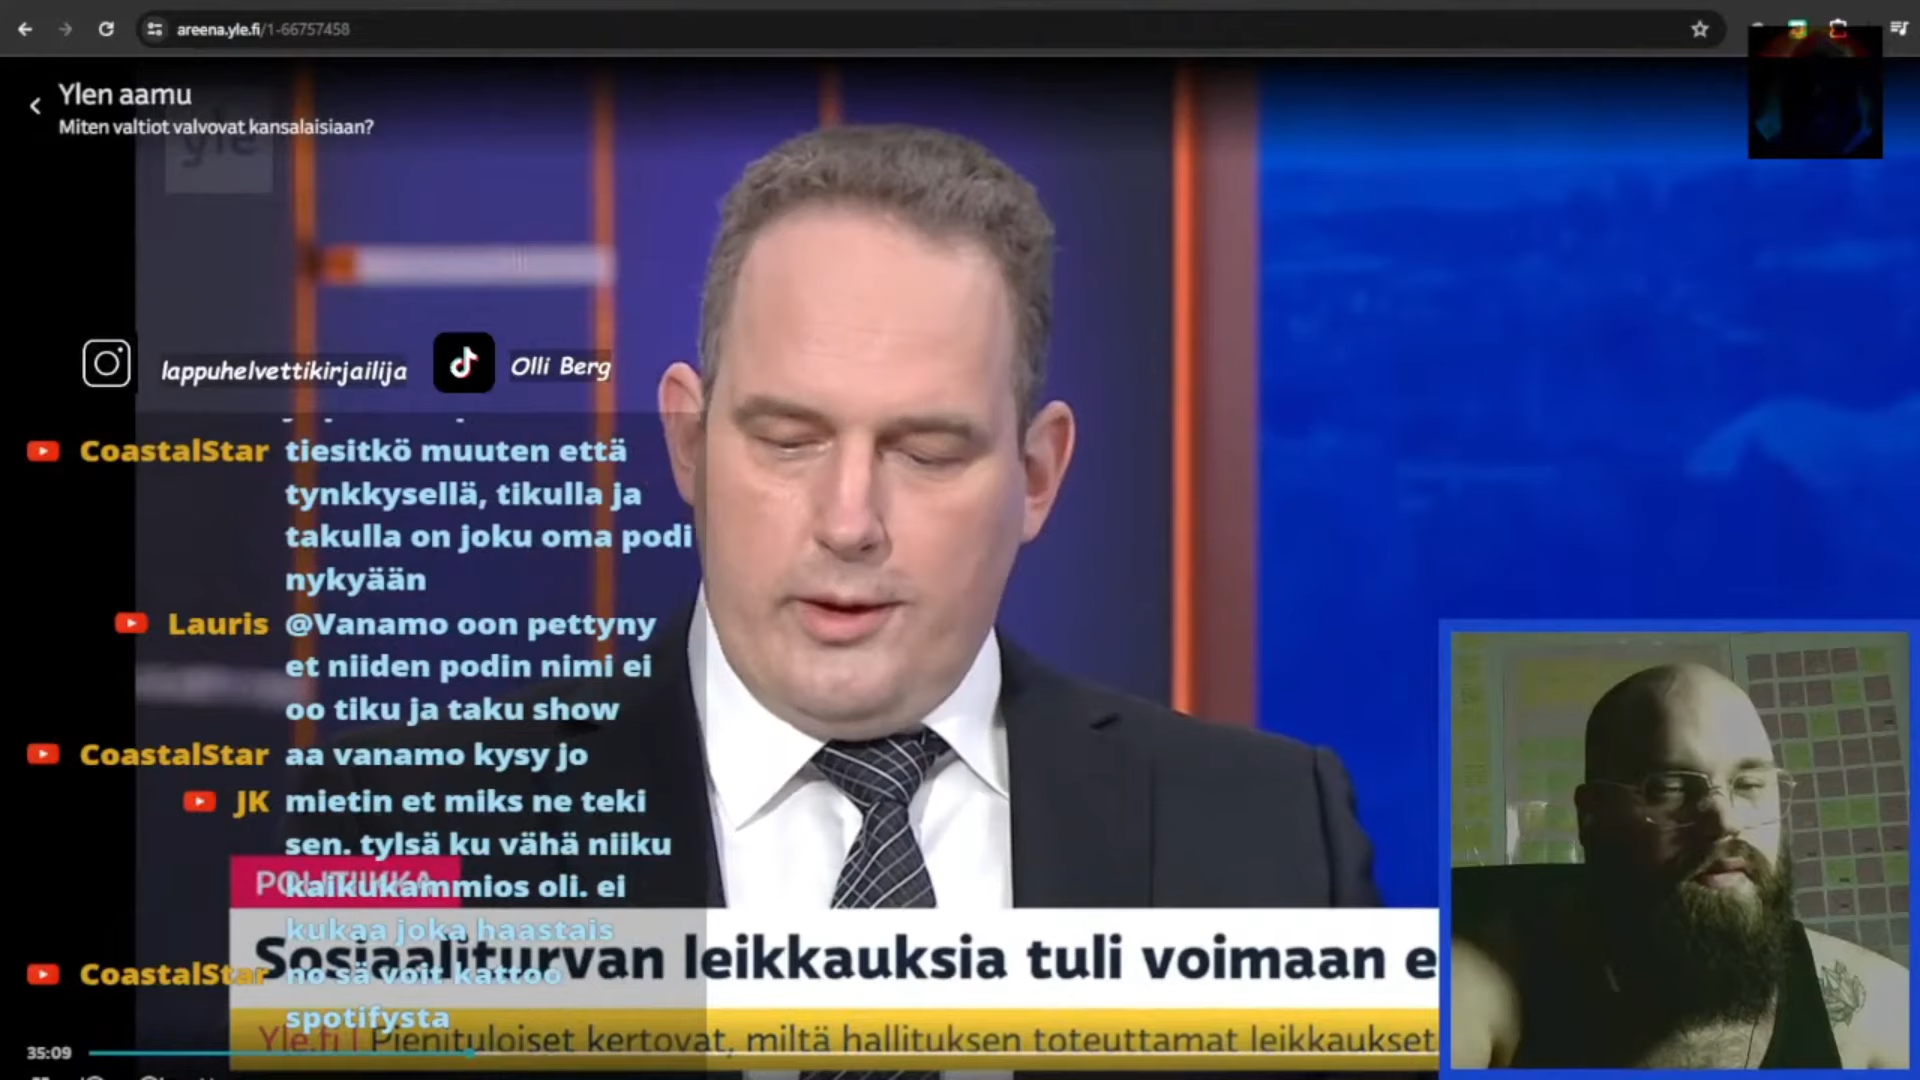 areena.yle.fi/1-66757458
Ylen aamu
Miten valtiot valvovat kansalaisiaan?
yle
lappuhelvettikirjailija
Olli Berg
CoastalStar tiesitkö muuten että
tynkkysellä, tikulla ja
takulla on joku oma podi
nykyään
Lauris @Vanamo oon pettyny
et niiden podin nimi ei
oo tiku ja taku show
CoastalStar aa vanamo kysy jo
JK mietin et miks ne teki
sen. tylsä ku vähä niiku
kaikukammios oli. ei
kukaa joka haastais
CoastalStar no sä voit kattoo
spotifysta
POLITIIKKA
Sosiaaliturvan leikkauksia tuli voimaan e
Yle.fi | Pienituloiset kertovat, miltä hallituksen toteuttamat leikkaukset
35:09